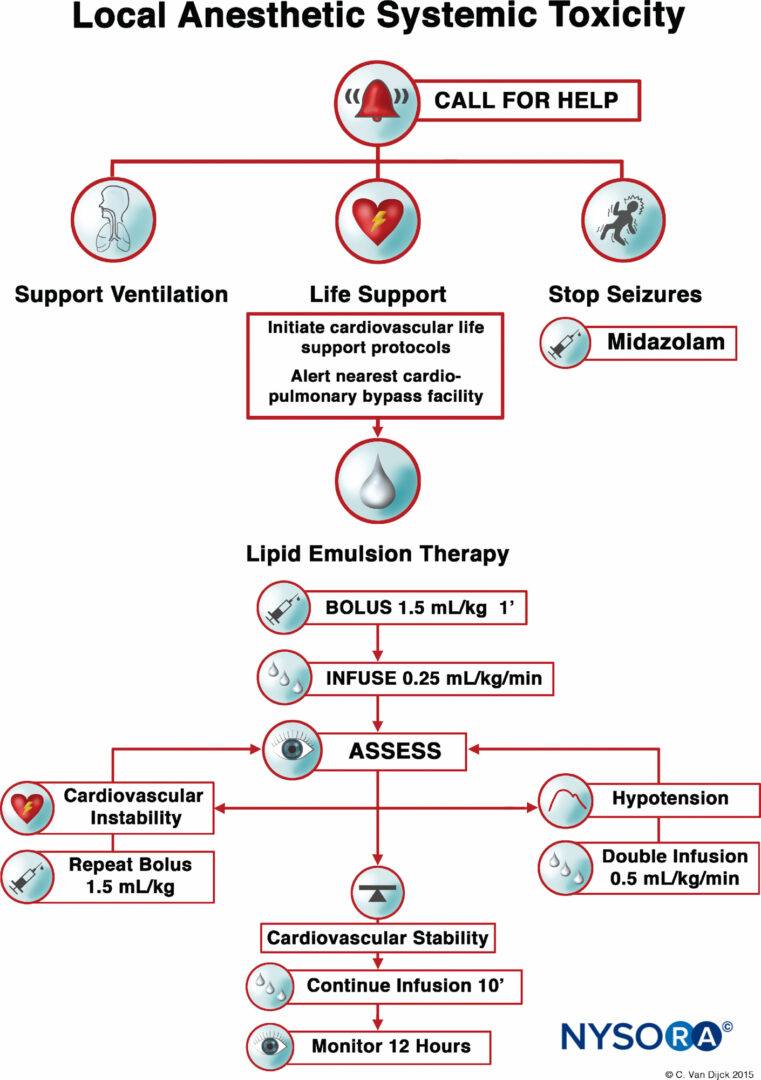 Local Anesthetic Systemic Toxicity
CALL FOR HELP
Support Ventilation
Life Support
Stop Seizures
Initiate cardiovascular life
support protocols
Alert nearest cardio-
pulmonary bypass facility
Midazolam
Lipid Emulsion Therapy
BOLUS 1.5 mL/kg 1’
INFUSE 0.25 mL/kg/min
ASSESS
Cardiovascular
Instability
Hypotension
Repeat Bolus
1.5 mL/kg
Double Infusion
0.5 mL/kg/min
Cardiovascular Stability
Continue Infusion 10’
Monitor 12 Hours
NYSORA©
© C. Van Dijck 2015